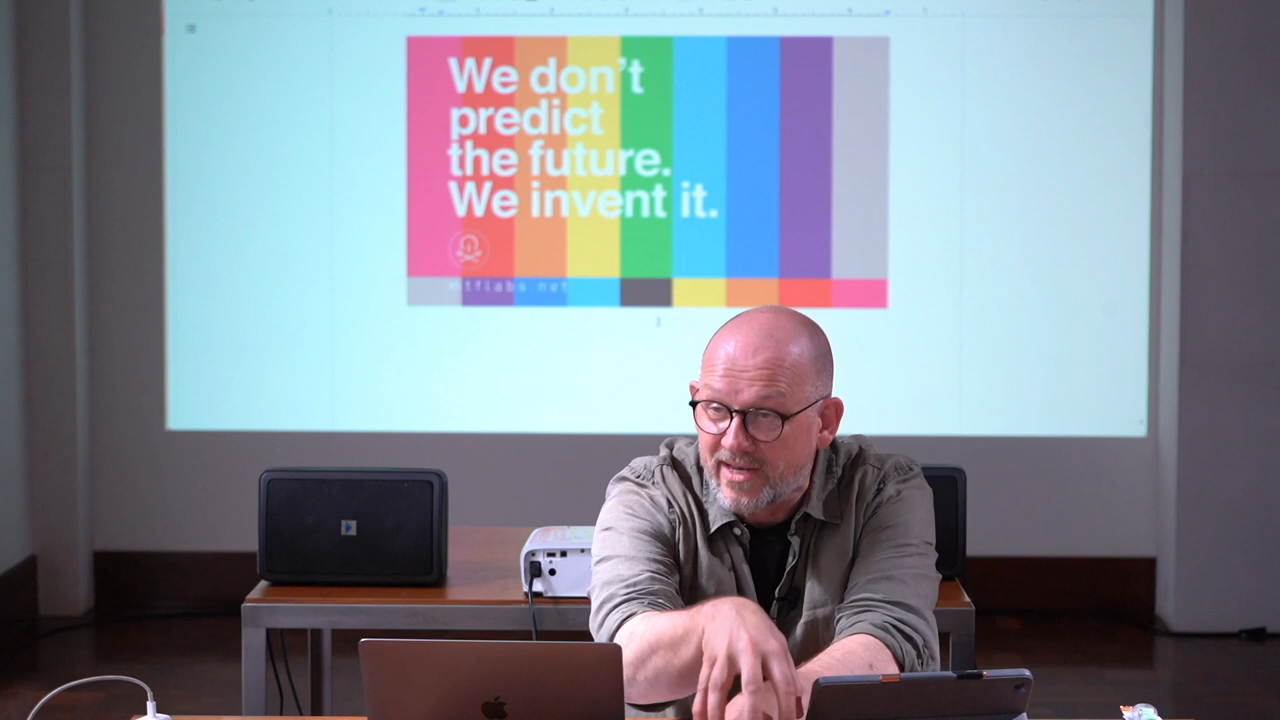 We don't
predict
the future.
We invent it.
mtflabs.net